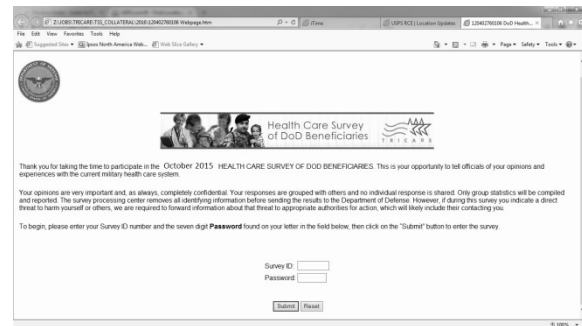 Z:\JOBS\TRICARE\TSS_COLLATERAL\2016\120402760106 Webpage.htm
iTime
USPS RCE | Location Updates
120402760106 DoD Health...
File Edit View Favorites Tools Help
Suggested Sites Ipsos North America Web... Web Slice Gallery
Page Safety Tools
Health Care Survey
of DoD Beneficiaries
TRICARE
Thank you for taking the time to participate in the October 2015 HEALTH CARE SURVEY OF DOD BENEFICIARIES. This is your opportunity to tell officials of your opinions and
experiences with the current military health care system.
Your opinions are very important and, as always, completely confidential. Your responses are grouped with others and no individual response is shared. Only group statistics will be compiled
and reported. The survey processing center removes all identifying information before sending the results to the Department of Defense. However, if during this survey you indicate a direct
threat to harm yourself or others, we are required to forward information about that threat to appropriate authorities for action, which will likely include their contacting you.
To begin, please enter your Survey ID number and the seven digit Password found on your letter in the field below, then click on the "Submit" button to enter the survey.
Survey ID:
Password:
Submit Reset